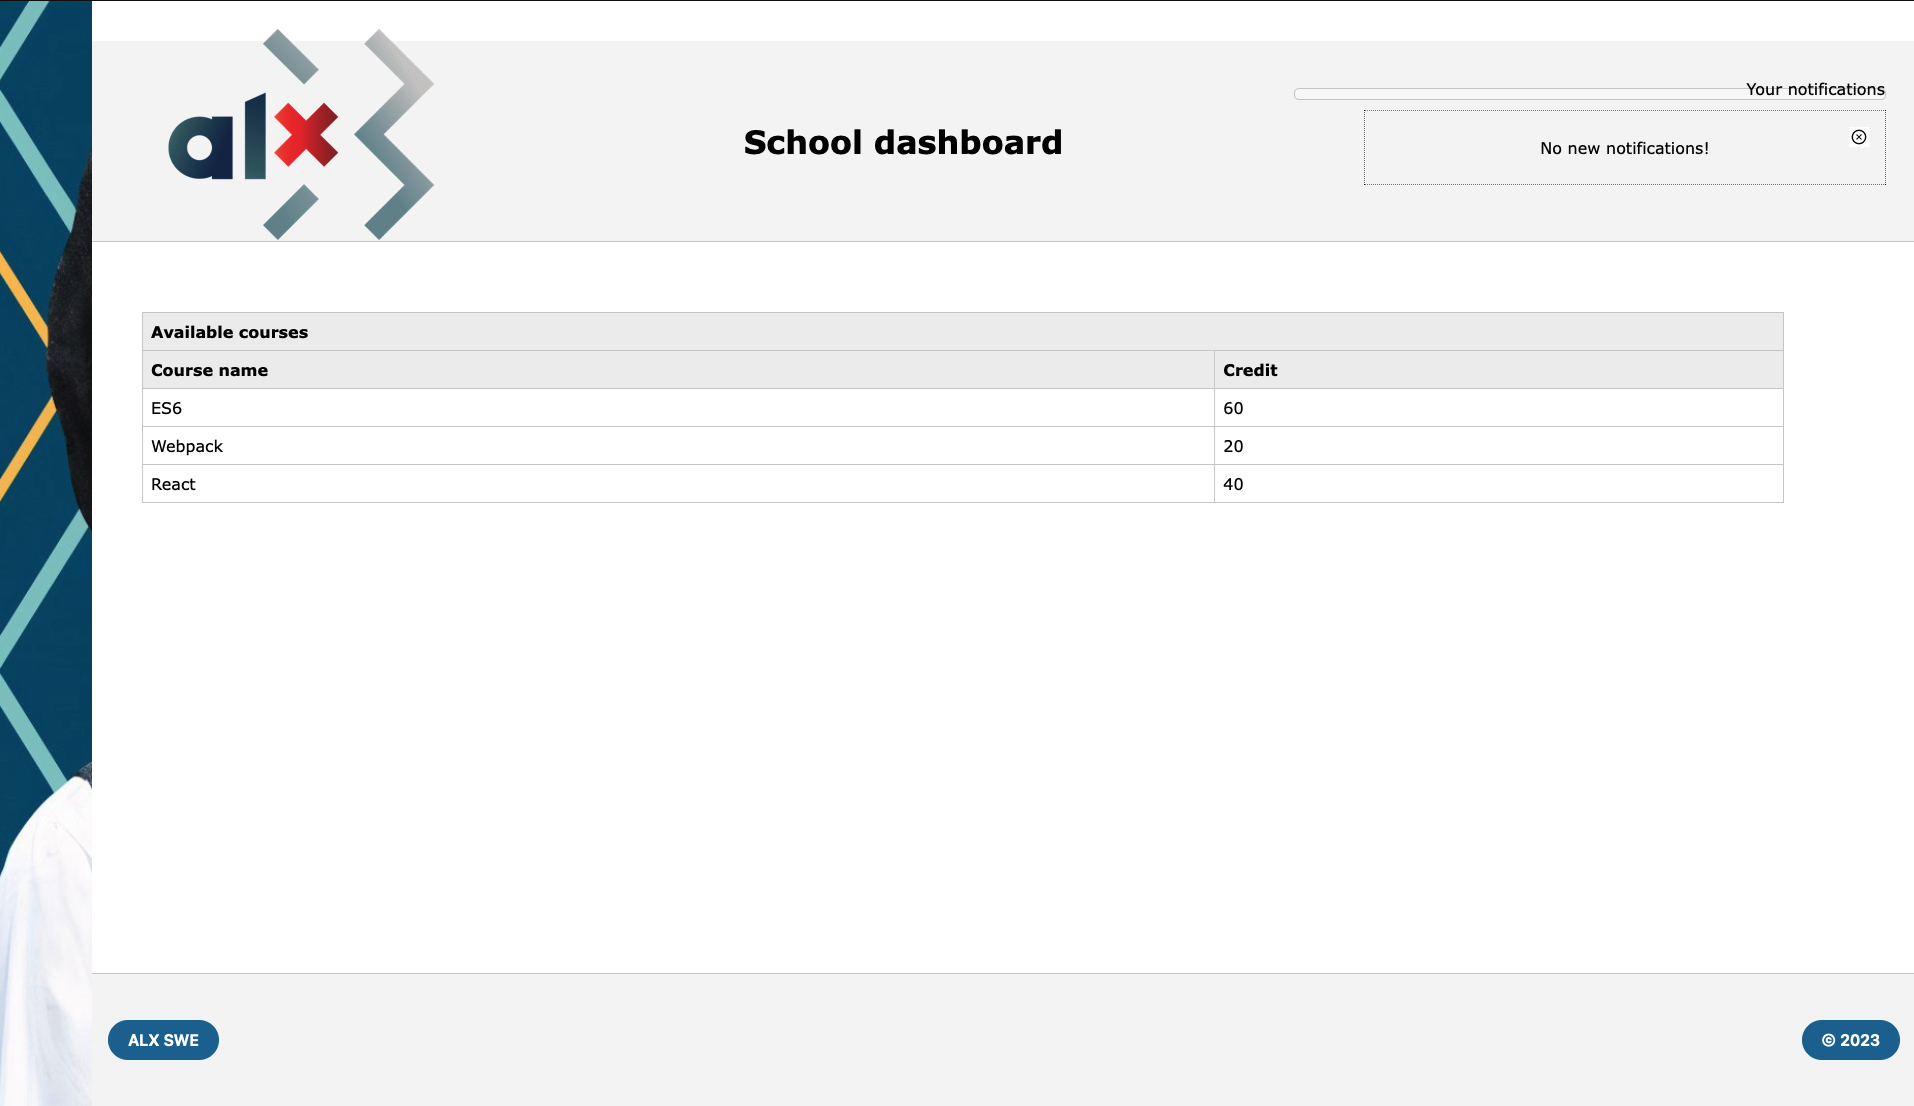 alx
School dashboard
Your notifications
No new notifications!
Available courses
Course name Credit
ES6 60
Webpack 20
React 40
ALX SWE
© 2023